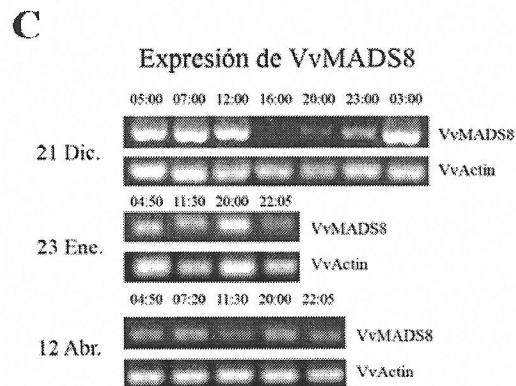 C
Expresión de VvMADS8
05:00 07:00 12:00 16:00 20:00 23:00 03:00
VvMADS8
21 Dic.
VvActin
04:50 11:30 20:00 22:05
VvMADS8
23 Ene.
VvActin
04:50 07:20 11:30 20:00 22:05
VvMADS8
12 Abr.
VvActin